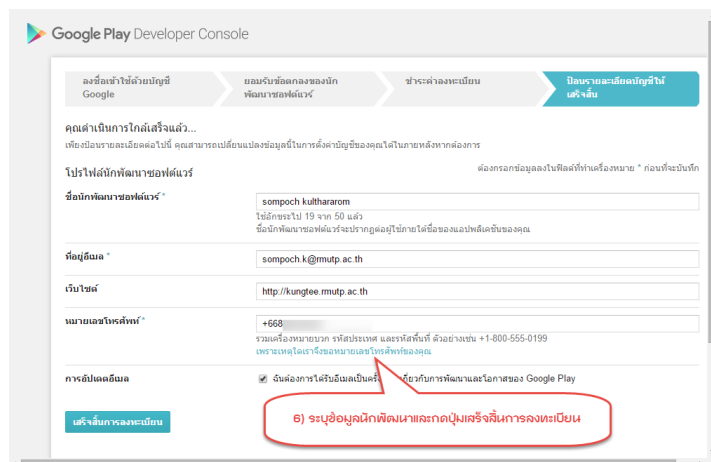 Google Play Developer Console
ลงชื่อเข้าใช้ด้วยบัญชี
Google
ยอมรับข้อตกลงของนัก
พัฒนาซอฟต์แวร์
ชำระค่าลงทะเบียน
ป้อนรายละเอียดบัญชีให้
เสร็จสิ้น
คุณดำเนินการใกล้เสร็จแล้ว...
เพียงป้อนรายละเอียดต่อไปนี้ คุณสามารถเปลี่ยนแปลงข้อมูลนี้ในการตั้งค่าบัญชีของคุณได้ในภายหลังหากต้องการ
โปรไฟล์นักพัฒนาซอฟต์แวร์
ต้องกรอกข้อมูลลงในฟิลด์ที่ทำเครื่องหมาย * ก่อนที่จะบันทึก
ชื่อนักพัฒนาซอฟต์แวร์ *
sompoch kulthararom
ใช้อักขระไป 19 จาก 50 แล้ว
ชื่อนักพัฒนาซอฟต์แวร์จะปรากฏต่อผู้ใช้ภายใต้ชื่อของแอปพลิเคชันของคุณ
ที่อยู่อีเมล *
sompoch.k@rmutp.ac.th
เว็บไซต์
http://kungtee.rmutp.ac.th
หมายเลขโทรศัพท์ *
+668
รวมเครื่องหมายบวก รหัสประเทศ และรหัสพื้นที่ ตัวอย่างเช่น +1-800-555-0199
เพราะเหตุใดเราจึงขอหมายเลขโทรศัพท์ของคุณ
การอัปเดตอีเมล
ฉันต้องการได้รับอีเมลเป็นครั้ง กี่ยวกับการพัฒนาและโอกาสของ Google Play
เสร็จสิ้นการลงทะเบียน
6) ระบุข้อมูลนักพัฒนาและกดปุ่มเสร็จสิ้นการลงทะเบียน